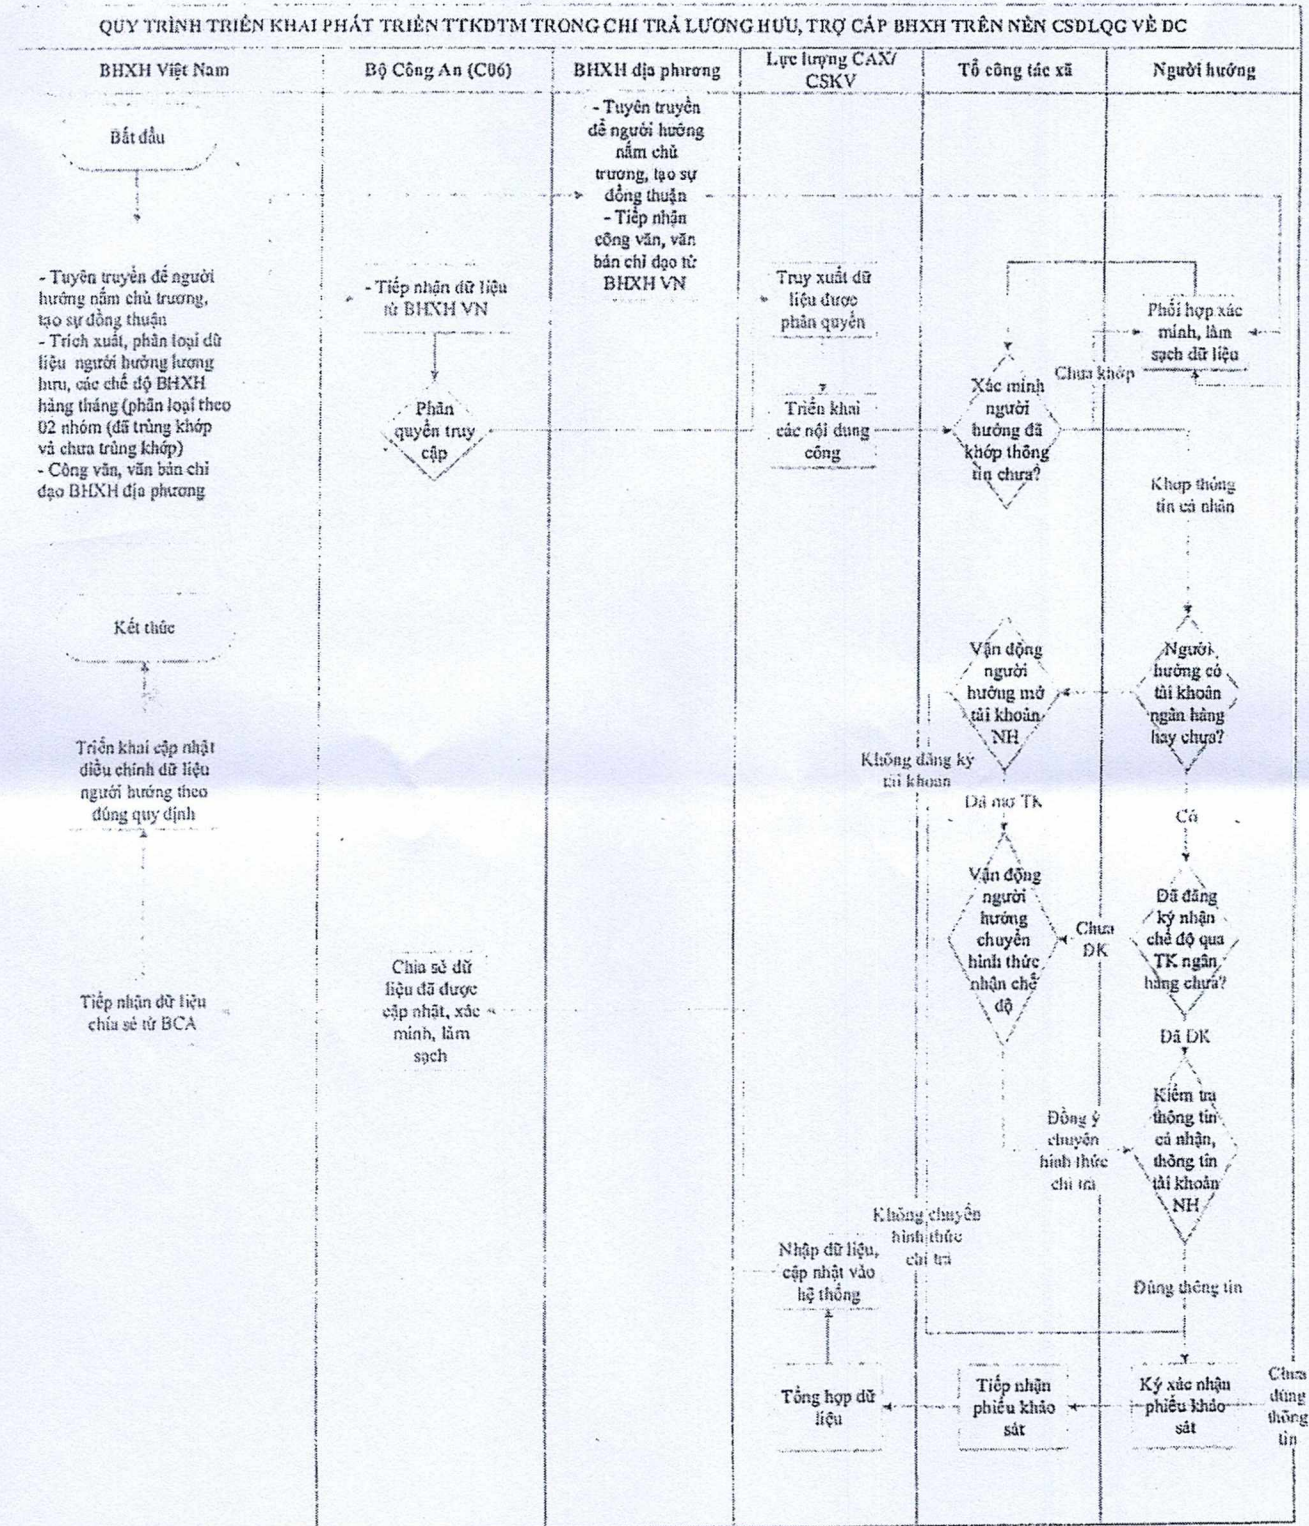 QUY TRÌNH TRIỂN KHAI PHÁT TRIỂN TTKDTM TRONG CHI TRẢ LƯƠNG HƯU, TRỢ CẤP BHXH TRÊN NỀN CSDLQG VỀ DC
BHXH Việt Nam
Bộ Công An (C06)
BHXH địa phương
Lực lượng CAX/
CSKV
Tổ công tác xã
Người hưởng
Bắt đầu
- Tuyên truyền để người
hưởng nắm chủ trương,
tạo sự đồng thuận
- Trích xuất, phân loại dữ
liệu người hưởng lương
hưu, các chế độ BHXH
hàng tháng (phân loại theo
02 nhóm (đã trùng khớp
và chưa trùng khớp)
- Công văn, văn bản chỉ
đạo BHXH địa phương
- Tiếp nhận dữ liệu
từ BHXH VN
Phân
quyền truy
cập
- Tuyên truyền
để người hưởng
nắm chủ
trương, tạo sự
đồng thuận
- Tiếp nhận
công văn, văn
bản chỉ đạo từ
BHXH VN
Truy xuất dữ
liệu được
phân quyền
Triển khai
các nội dung
công
Xác minh
người
hưởng đã
khớp thông
tin chưa?
Chưa khớp
Phối hợp xác
minh, làm
sạch dữ liệu
Khớp thông
tin cá nhân
Người
hưởng có
tài khoản
ngân hàng
hay chưa?
Vận động
người
hưởng mở
tài khoản
NH
Không đăng ký
tài khoản
Đã mở TK
Có
Vận động
người
hưởng
chuyển
hình thức
nhận chế
độ
Chưa
ĐK
Đã đăng
ký nhận
chế độ qua
TK ngân
hàng chưa?
Đã ĐK
Đồng ý
chuyển
hình thức
chi trả
Kiểm tra
thông tin
cá nhận,
thông tin
tài khoản
NH
Không chuyển
hình thức
chi trả
Đúng thông tin
Chưa
đúng
thông
tin
Ký xác nhận
phiếu khảo
sát
Tiếp nhận
phiếu khảo
sát
Tổng hợp dữ
liệu
Nhập dữ liệu,
cập nhật vào
hệ thống
Chia sẻ dữ
liệu đã được
cập nhật, xác
minh, làm
sạch
Tiếp nhận dữ liệu
chia sẻ từ BCA
Triển khai cập nhật
điều chỉnh dữ liệu
người hưởng theo
đúng quy định
Kết thúc